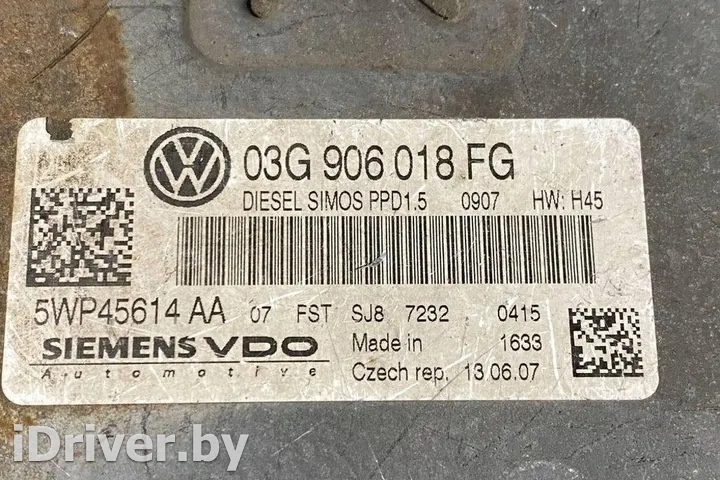 03G 906 018 FG
DIESEL SIMOS PPD1.5 0907 HW: H45
5WP45614 AA 07 FST SJ8 7232 0415
SIEMENS VDO Made in 1633
Automotive Czech rep. 13 06.07
iDriver.by